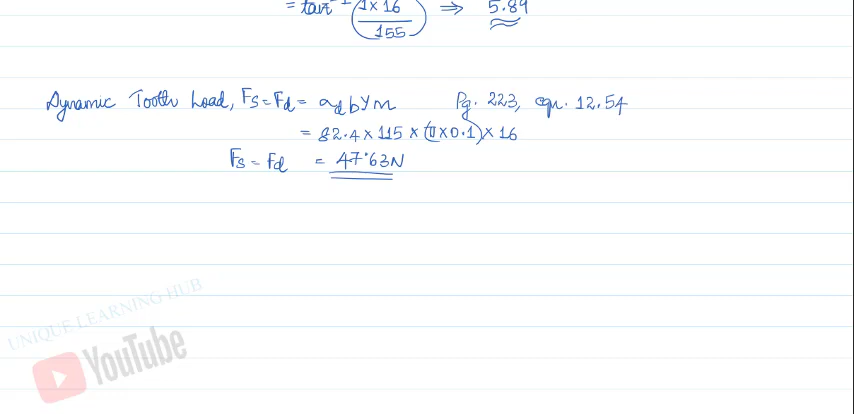 = tan⁻¹ (1×16/155) ⇒ 5.89
Dynamic Tooth Load, Fs = Fd = σd b Y m Pg. 223, eqn. 12.54
= 82.4 × 115 × (π × 0.1) × 16
Fs = Fd = 47.63N
UNIQUE LEARNING HUB
YouTube